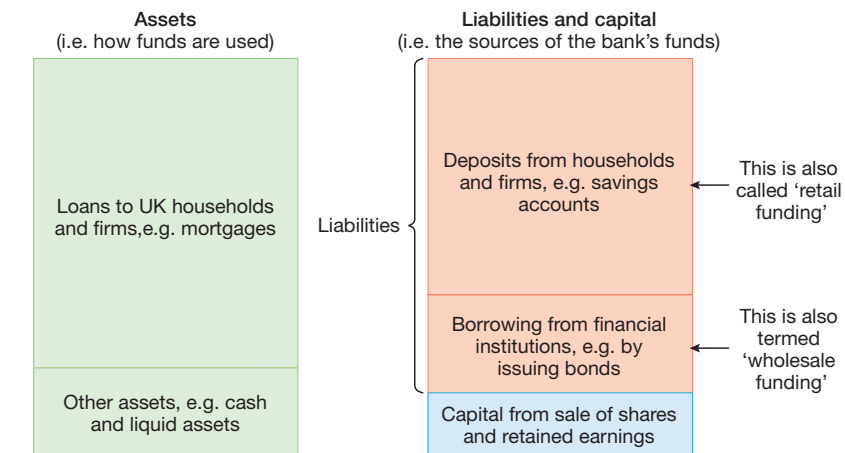 Assets
(i.e. how funds are used)
Loans to UK households
and firms,e.g. mortgages
Other assets, e.g. cash
and liquid assets
Liabilities and capital
(i.e. the sources of the bank’s funds)
Liabilities
Deposits from households
and firms, e.g. savings
accounts
This is also
called ‘retail
funding’
Borrowing from financial
institutions, e.g. by
issuing bonds
This is also
termed
‘wholesale
funding’
Capital from sale of shares
and retained earnings